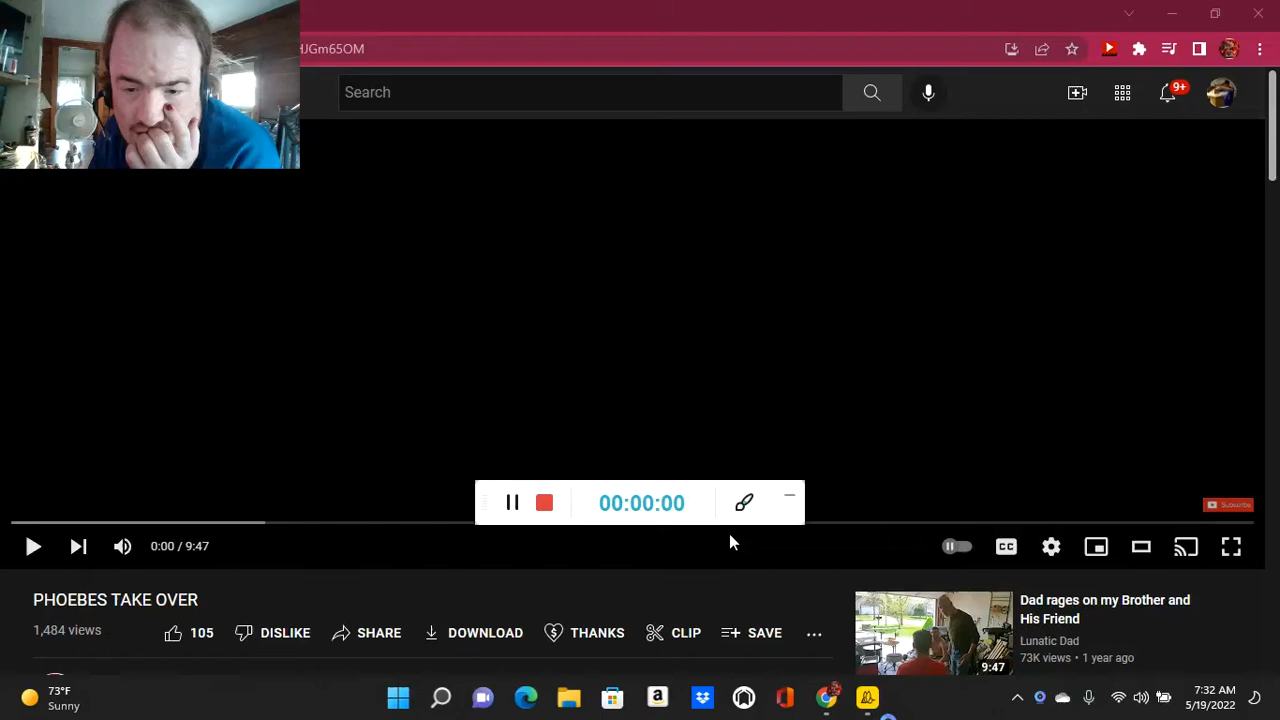 HJGm65OM
Search
9+
00:00:00
Subscribe
0:00 / 9:47
CC
PHOEBES TAKE OVER
1,484 views
105
DISLIKE
SHARE
DOWNLOAD
THANKS
CLIP
SAVE
Dad rages on my Brother and
His Friend
Lunatic Dad
73K views • 1 year ago
9:47
73°F
Sunny
7:32 AM
5/19/2022